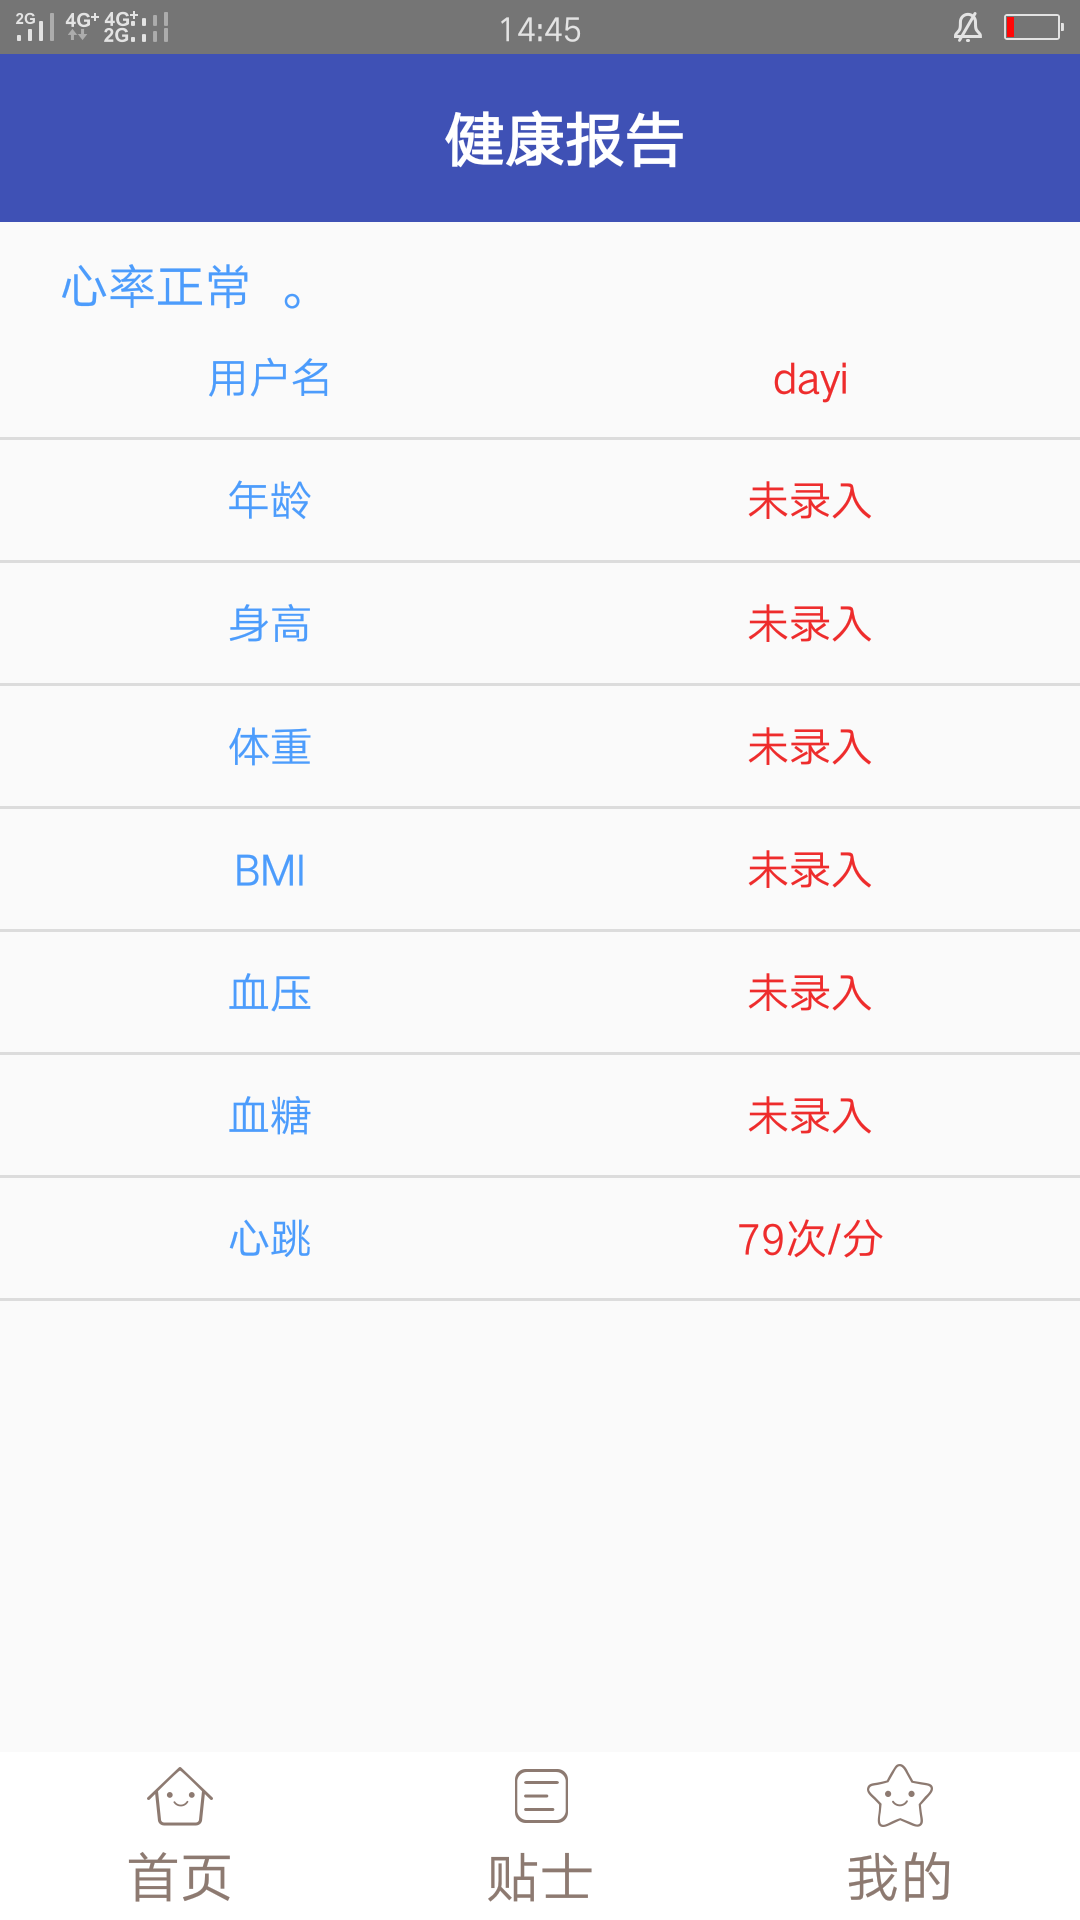 2G 4G+ 4G+ 2G 14:45
健康报告
心率正常 。
用户名 dayi
年龄 未录入
身高 未录入
体重 未录入
BMI 未录入
血压 未录入
血糖 未录入
心跳 79次/分
首页 贴士 我的